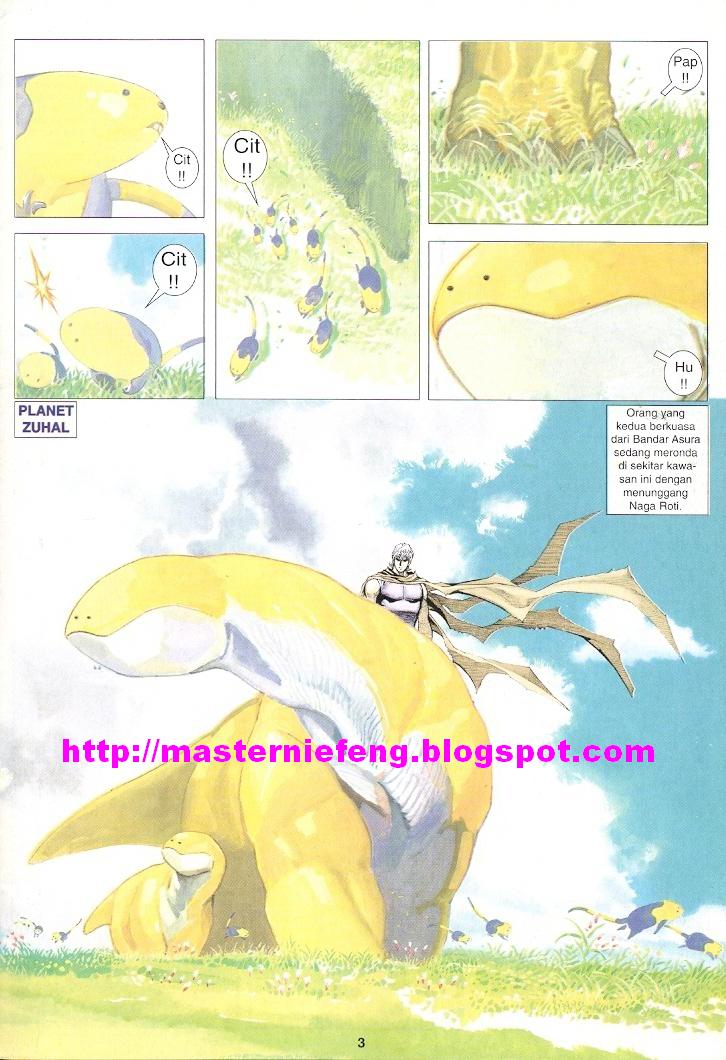 Cit
!!
Cit
!!
Cit
!!
Pap
!!
Hu
!!
PLANET
ZUHAL
Orang yang
kedua berkuasa
dari Bandar Asura
sedang meronda
di sekitar kawa-
san ini dengan
menunggang
Naga Roti.
http://masterniefeng.blogspot.com
3